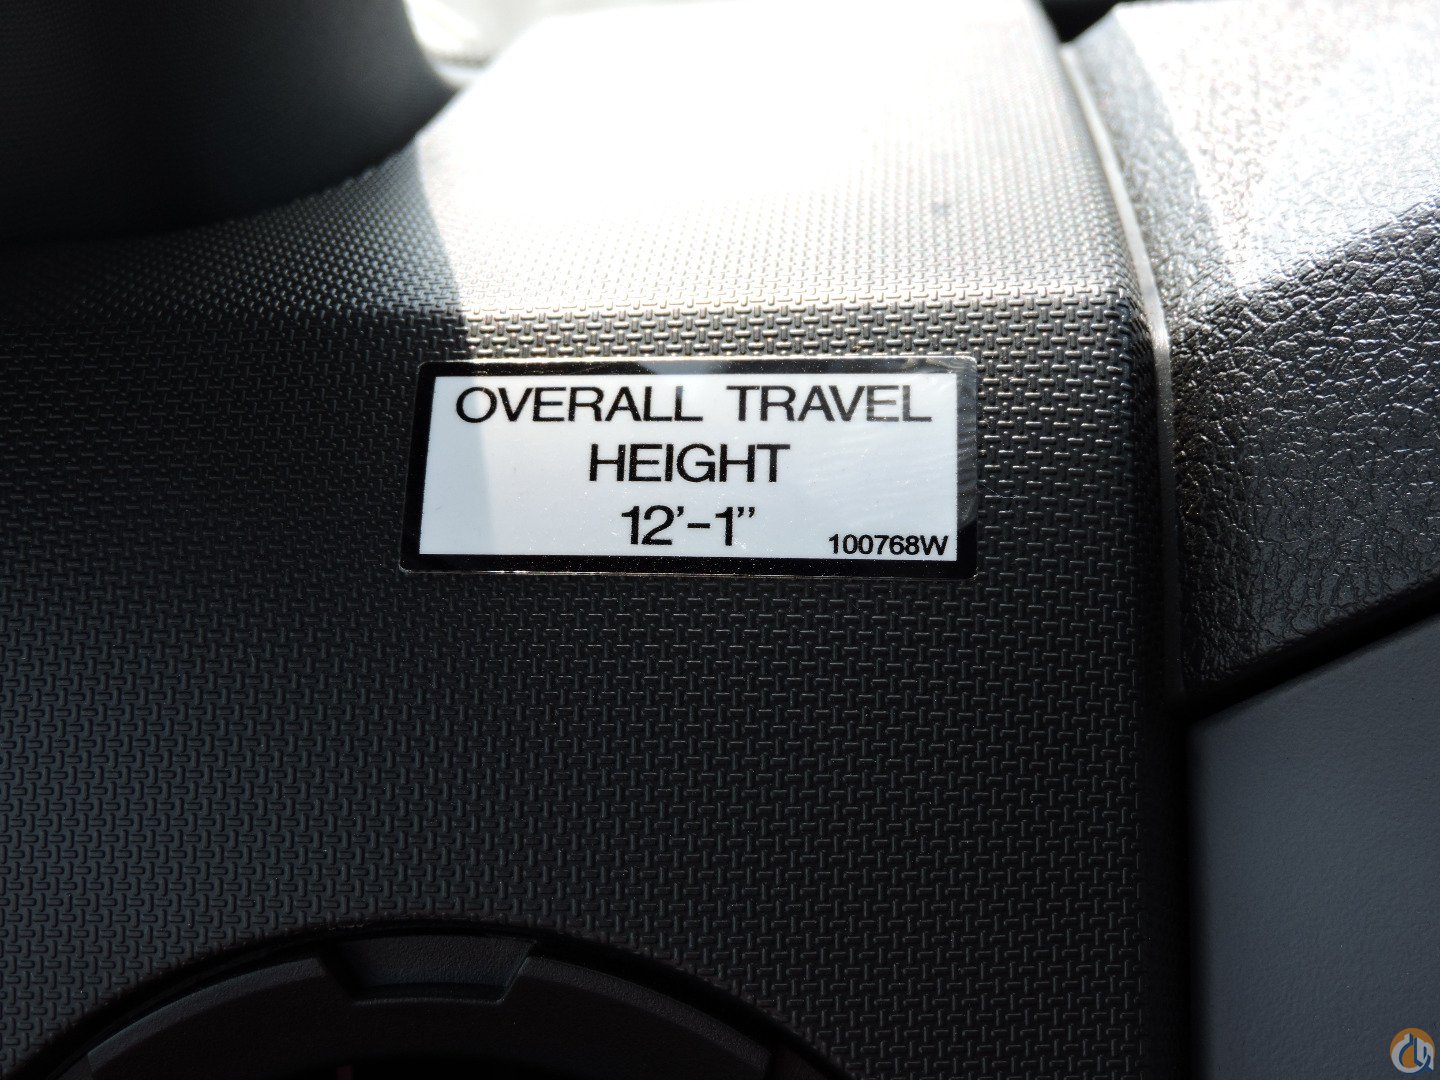 OVERALL TRAVEL
HEIGHT
12'-1"
100768W